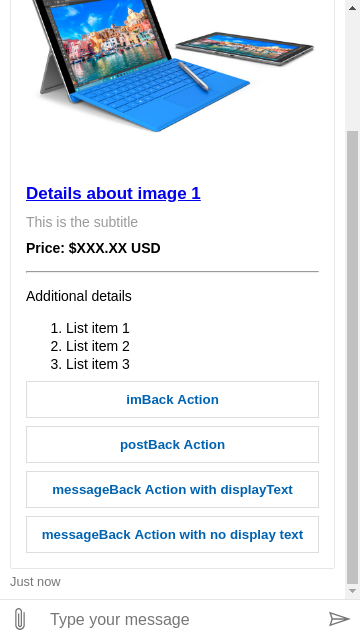 Details about image 1
This is the subtitle
Price: $XXX.XX USD
Additional details
1. List item 1
2. List item 2
3. List item 3
imBack Action
postBack Action
messageBack Action with displayText
messageBack Action with no display text
Just now
Type your message